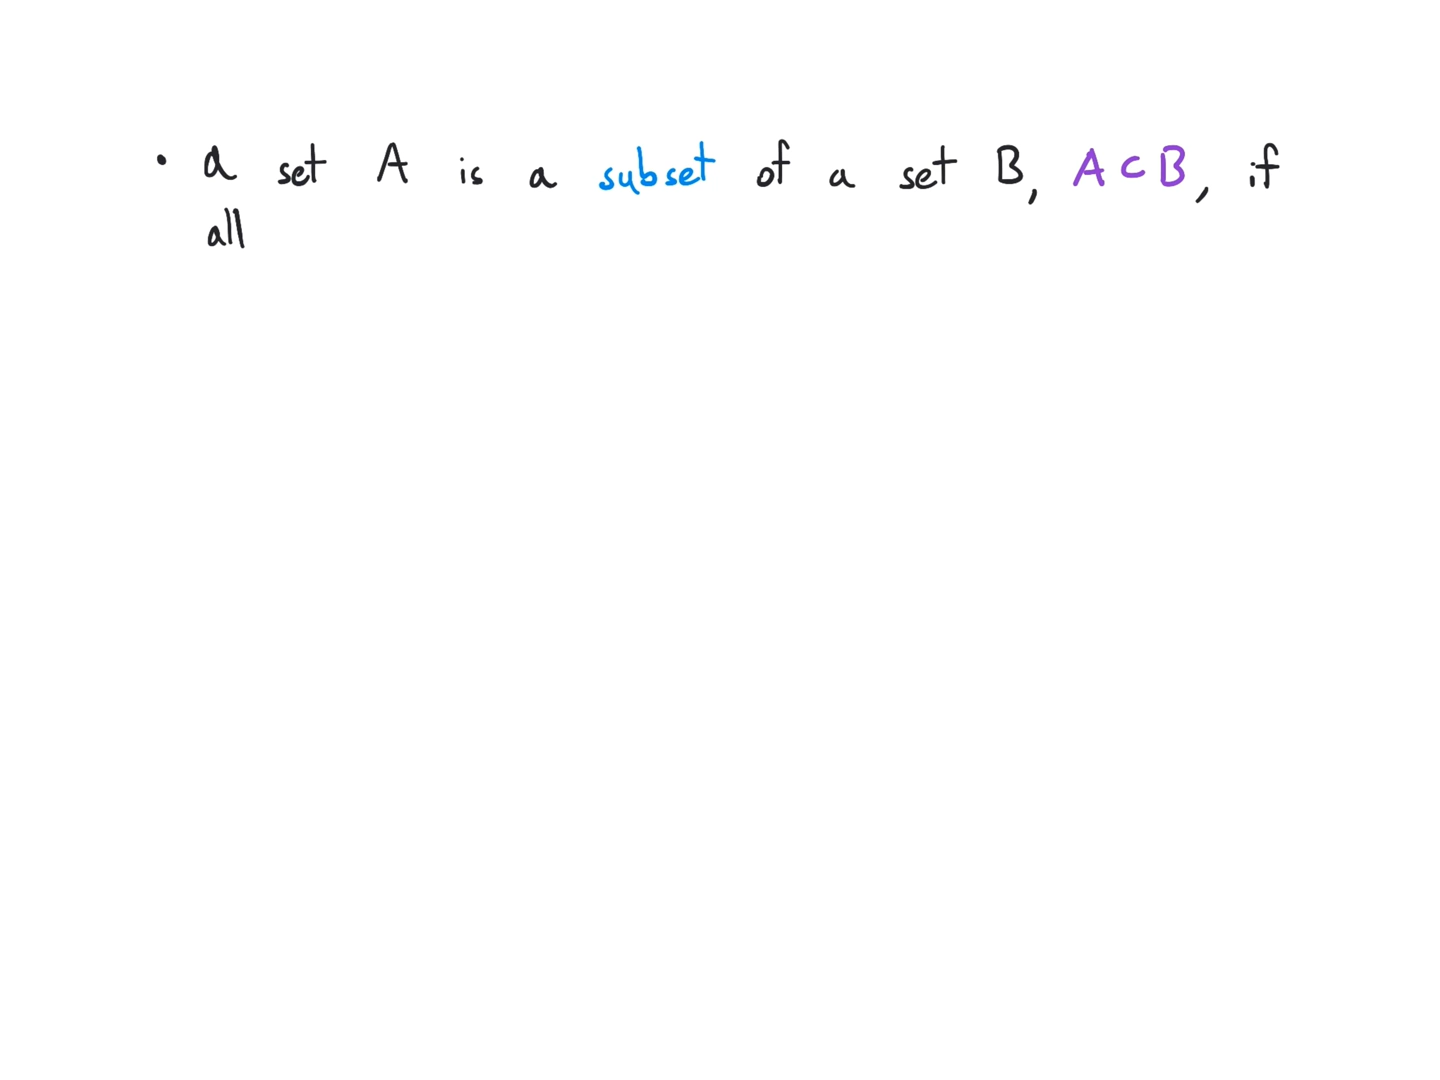 • a set A is a subset of a set B, A ⊂ B, if
all